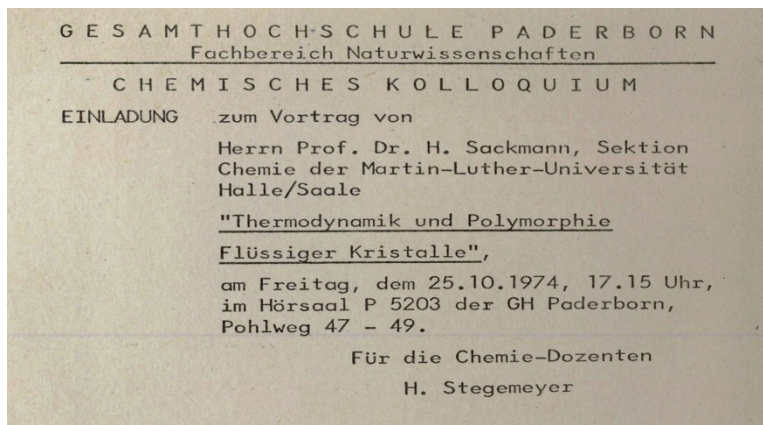 GESAMTHOCH-SCHULE PADERBORN
Fachbereich Naturwissenschaften
CHEMISCHES KOLLOQUIUM
EINLADUNG zum Vortrag von
Herrn Prof. Dr. H. Sackmann, Sektion
Chemie der Martin-Luther-Universität
Halle/Saale
"Thermodynamik und Polymorphie
Flüssiger Kristalle",
am Freitag, dem 25.10.1974, 17.15 Uhr,
im Hörsaal P 5203 der GH Paderborn,
Pohlweg 47 - 49.
Für die Chemie-Dozenten
H. Stegemeyer